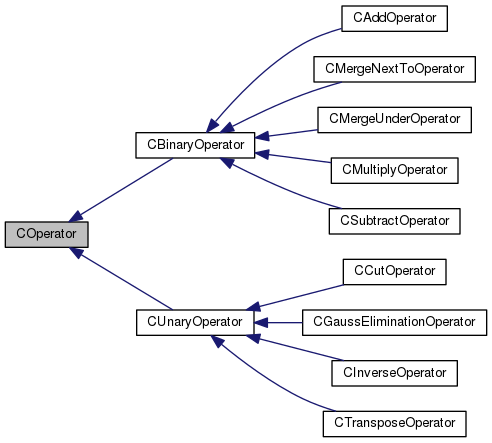 CAddOperator
CMergeNextToOperator
CMergeUnderOperator
CBinaryOperator
CMultiplyOperator
CSubtractOperator
COperator
CCutOperator
CUnaryOperator
CGaussEliminationOperator
CInverseOperator
CTransposeOperator